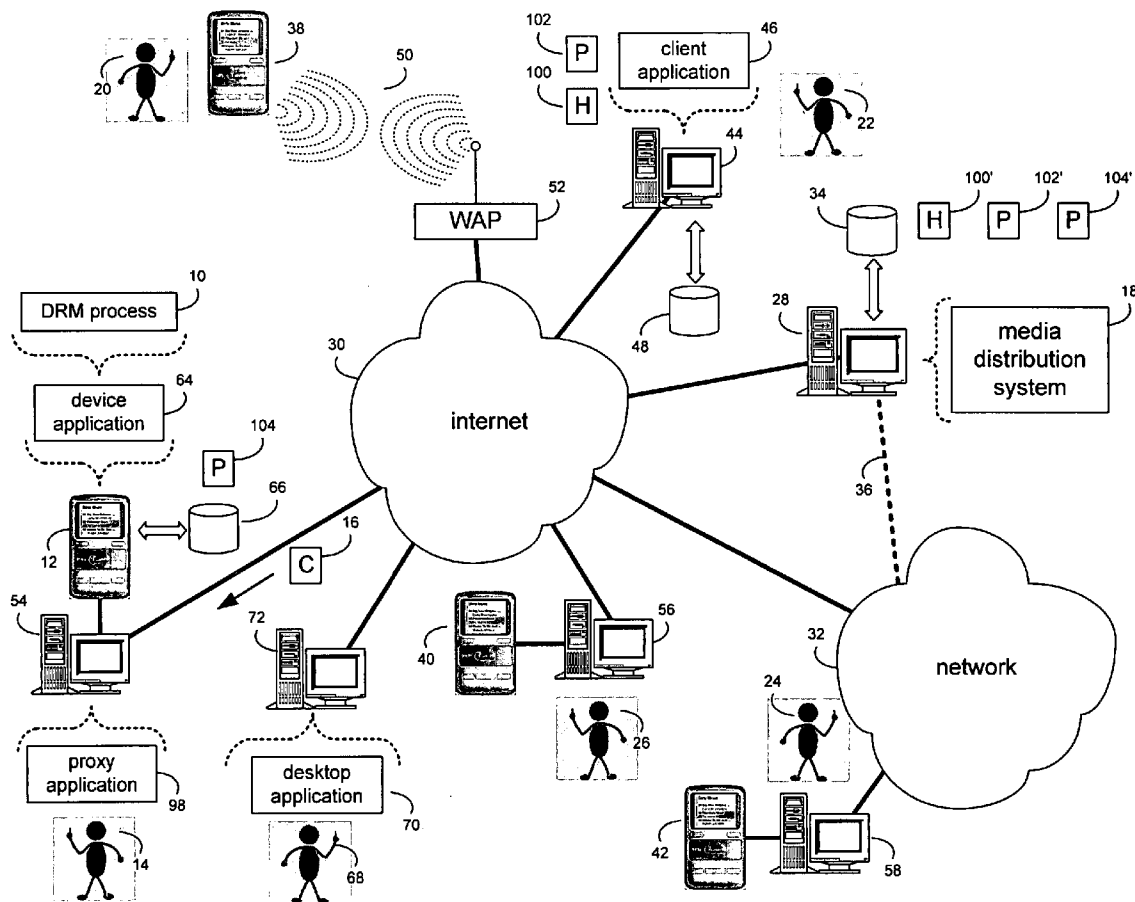 38
46
102
P
client
application
50
20
100
H
22
44
100'
102'
104'
34
H
P
P
WAP
52
10
DRM process
28
18
48
media
distribution
system
30
64
device
application
internet
104
P
36
66
16
12
C
54
72
56
40
32
network
24
26
proxy
application
desktop
application
98
70
42
14
68
58